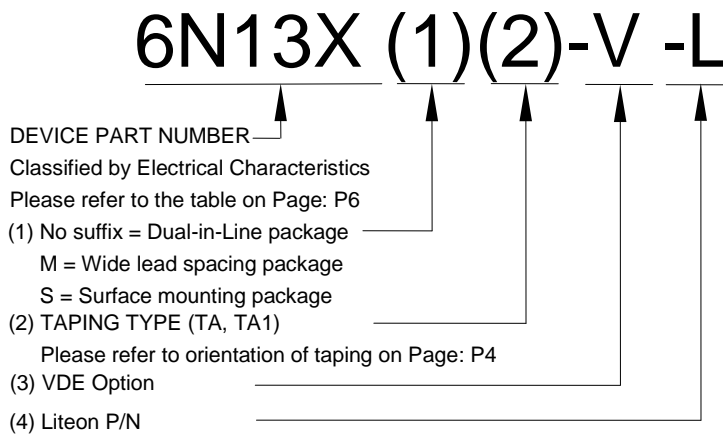 6N13X (1)(2)-V -L
DEVICE PART NUMBER
Classified by Electrical Characteristics
Please refer to the table on Page: P6
(1) No suffix = Dual-in-Line package
M = Wide lead spacing package
S = Surface mounting package
(2) TAPING TYPE (TA, TA1)
Please refer to orientation of taping on Page: P4
(3) VDE Option
(4) Liteon P/N